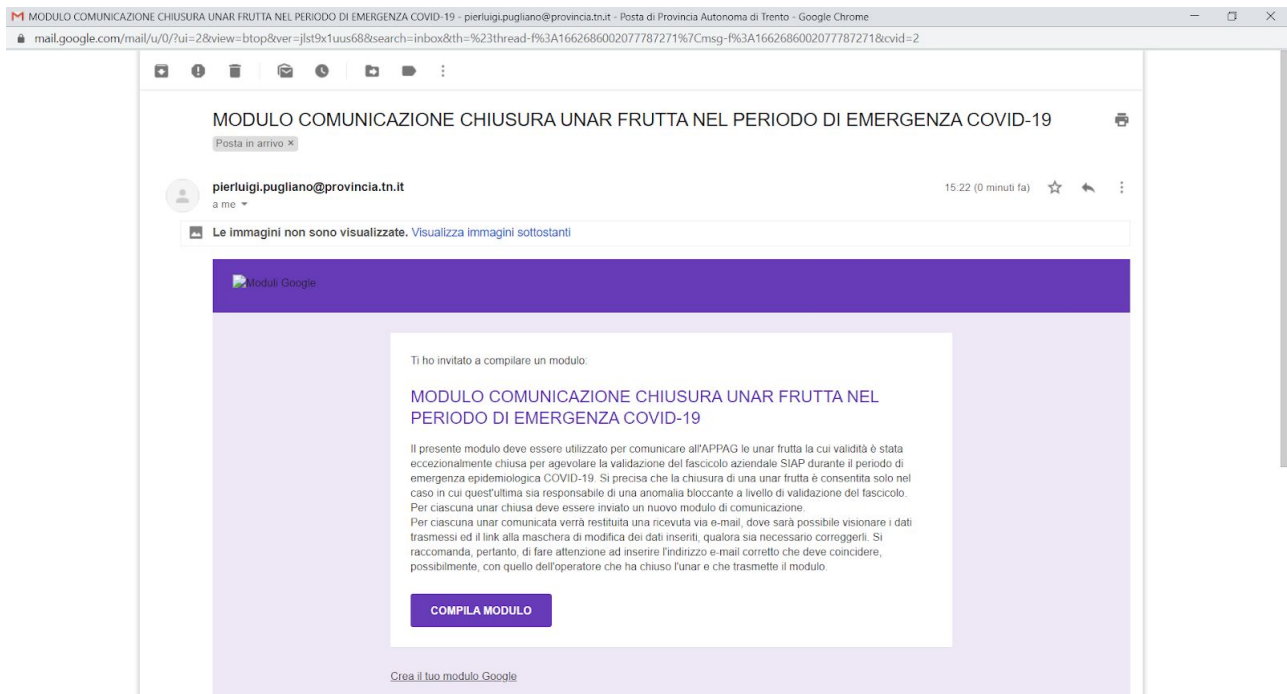 MODULO COMUNICAZIONE CHIUSURA UNAR FRUTTA NEL PERIODO DI EMERGENZA COVID-19 - pierluigi.pugliano@provincia.tn.it - Posta di Provincia Autonoma di Trento - Google Chrome
mail.google.com/mail/u/0/?ui=2&view=btop&ver=jlst9x1uus68&search=inbox&th=%23thread-f%3A1662686002077787271%7Cmsg-f%3A1662686002077787271&cvid=2
MODULO COMUNICAZIONE CHIUSURA UNAR FRUTTA NEL PERIODO DI EMERGENZA COVID-19
Posta in arrivo ×
pierluigi.pugliano@provincia.tn.it
15:22 (0 minuti fa)
a me
Le immagini non sono visualizzate. Visualizza immagini sottostanti
Moduli Google
Ti ho invitato a compilare un modulo:
MODULO COMUNICAZIONE CHIUSURA UNAR FRUTTA NEL
PERIODO DI EMERGENZA COVID-19
Il presente modulo deve essere utilizzato per comunicare all'APPAG le unar frutta la cui validità è stata
eccezionalmente chiusa per agevolare la validazione del fascicolo aziendale SIAP durante il periodo di
emergenza epidemiologica COVID-19. Si precisa che la chiusura di una unar frutta è consentita solo nel
caso in cui quest'ultima sia responsabile di una anomalia bloccante a livello di validazione del fascicolo.
Per ciascuna unar chiusa deve essere inviato un nuovo modulo di comunicazione.
Per ciascuna unar comunicata verrà restituita una ricevuta via e-mail, dove sarà possibile visionare i dati
trasmessi ed il link alla maschera di modifica dei dati inseriti, qualora sia necessario correggerli. Si
raccomanda, pertanto, di fare attenzione ad inserire l'indirizzo e-mail corretto che deve coincidere,
possibilmente, con quello dell'operatore che ha chiuso l'unar e che trasmette il modulo.
COMPILA MODULO
Crea il tuo modulo Google